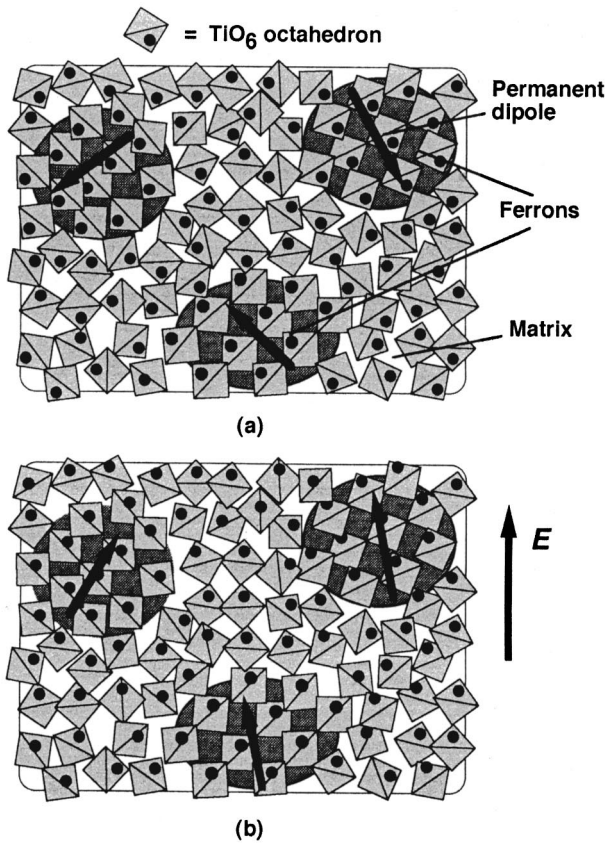 = TiO6 octahedron
Permanent
dipole
Ferrons
Matrix
(a)
E
(b)